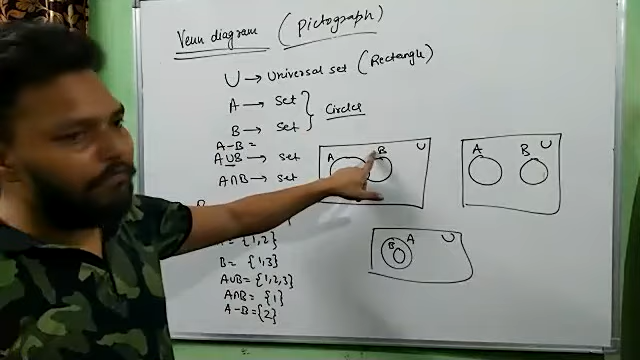 Venn diagram (Pictograph)
U → Universal set (Rectangle)
A → Set } Circles
B → Set
A-B=
A∪B → set
A∩B → set
A B U
A B U
B A U
B
A = {1,2}
B = {1,3}
A∪B = {1,2,3}
A∩B = {1}
A-B = {2}